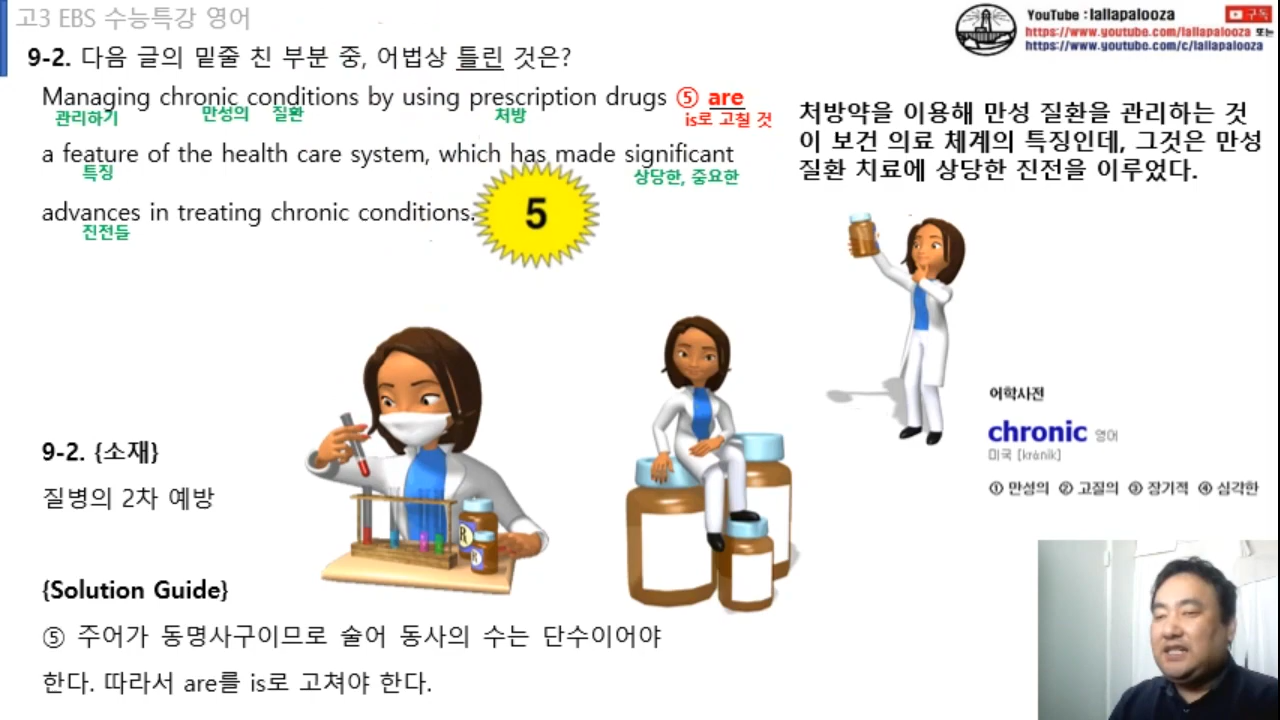 고3 EBS 수능특강 영어
YouTube : lallapalooza
구독
https://www.youtube.com/lallapalooza 또는
https://www.youtube.com/c/lallapalooza
9-2. 다음 글의 밑줄 친 부분 중, 어법상 틀린 것은?
Managing chronic conditions by using prescription drugs ⑤ are
관리하기 만성의 질환 처방 is로 고칠 것
a feature of the health care system, which has made significant
특징 상당한, 중요한
advances in treating chronic conditions.
진전들
5
처방약을 이용해 만성 질환을 관리하는 것
이 보건 의료 체계의 특징인데, 그것은 만성
질환 치료에 상당한 진전을 이루었다.
어학사전
chronic 영어
미국 [kránik]
① 만성의 ② 고질의 ③ 장기적 ④ 심각한
9-2. {소재}
질병의 2차 예방
{Solution Guide}
⑤ 주어가 동명사구이므로 술어 동사의 수는 단수이어야
한다. 따라서 are를 is로 고쳐야 한다.